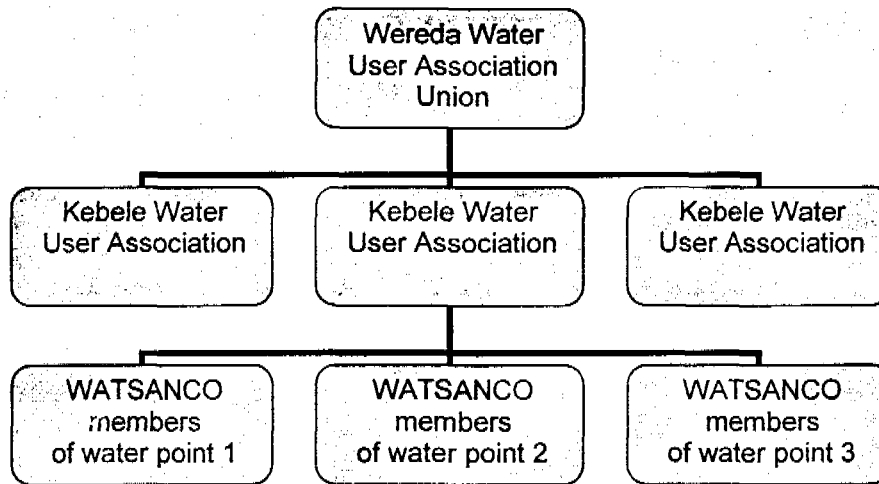 Wereda Water
User Association
Union
Kebele Water
User Association
Kebele Water
User Association
Kebele Water
User Association
WATSANCO
members
of water point 1
WATSANCO
members
of water point 2
WATSANCO
members
of water point 3